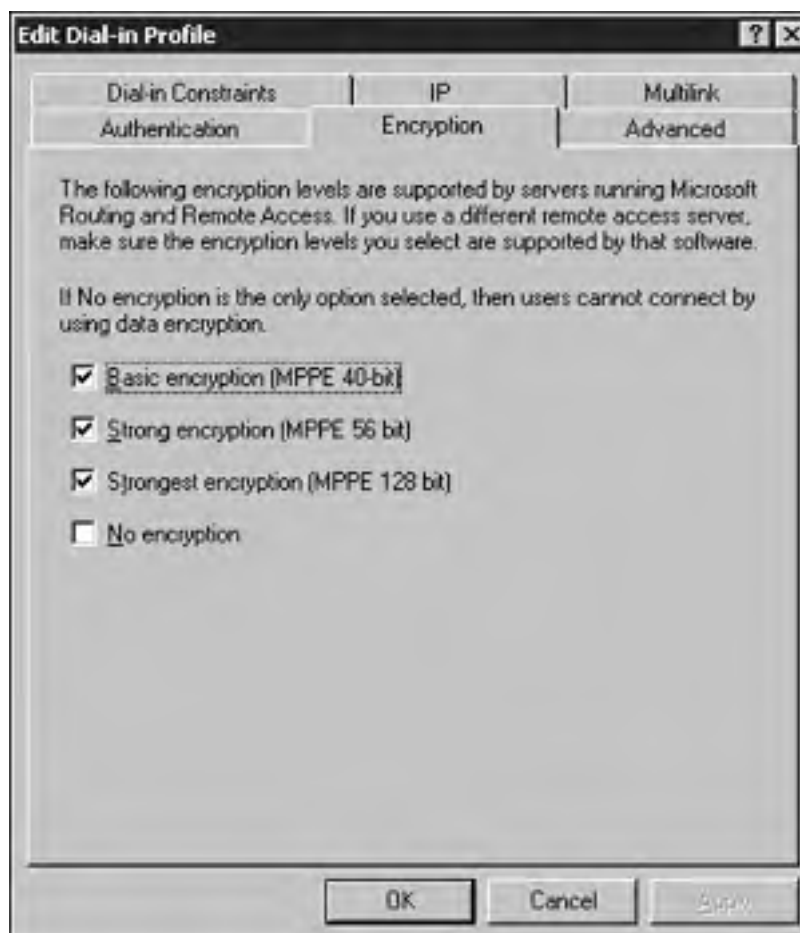 Edit Dial-in Profile
Dial-in Constraints IP Multilink
Authentication Encryption Advanced
The following encryption levels are supported by servers running Microsoft
Routing and Remote Access. If you use a different remote access server,
make sure the encryption levels you select are supported by that software.
If No encryption is the only option selected, then users cannot connect by
using data encryption.
Basic encryption (MPPE 40-bit)
Strong encryption (MPPE 56 bit)
Strongest encryption (MPPE 128 bit)
No encryption
OK Cancel Apply